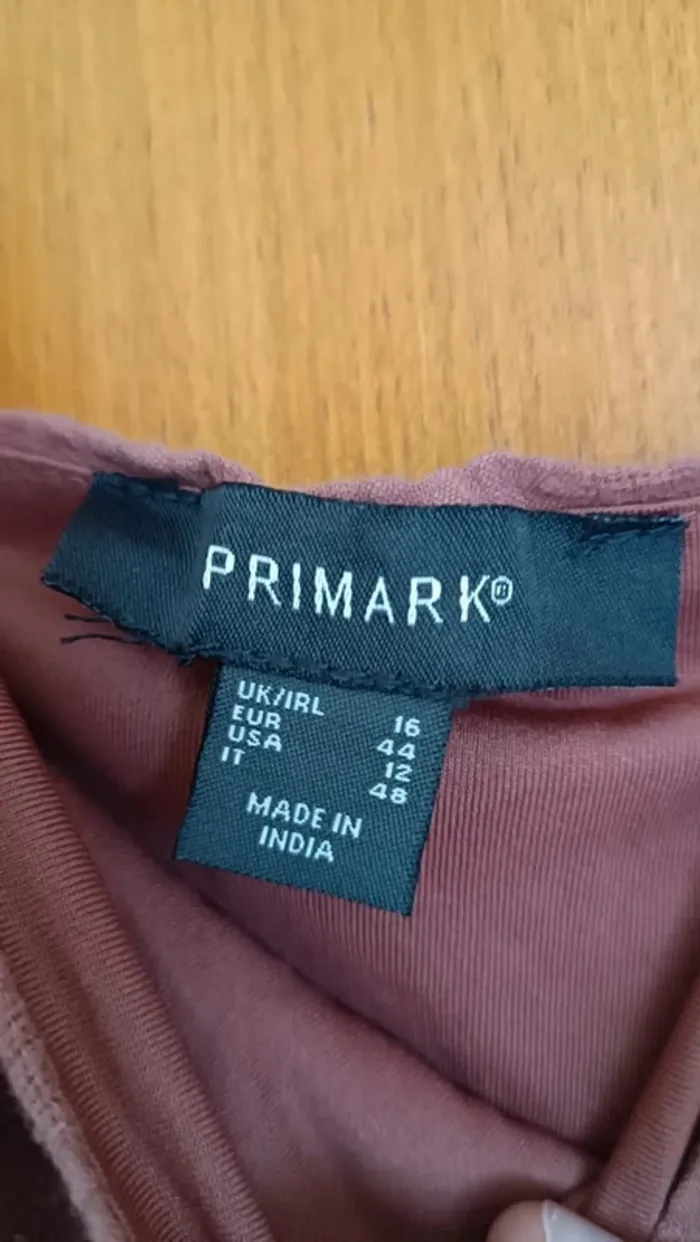 PRIMARK®
UK/IRL 16
EUR 44
USA 12
IT 48
MADE IN
INDIA